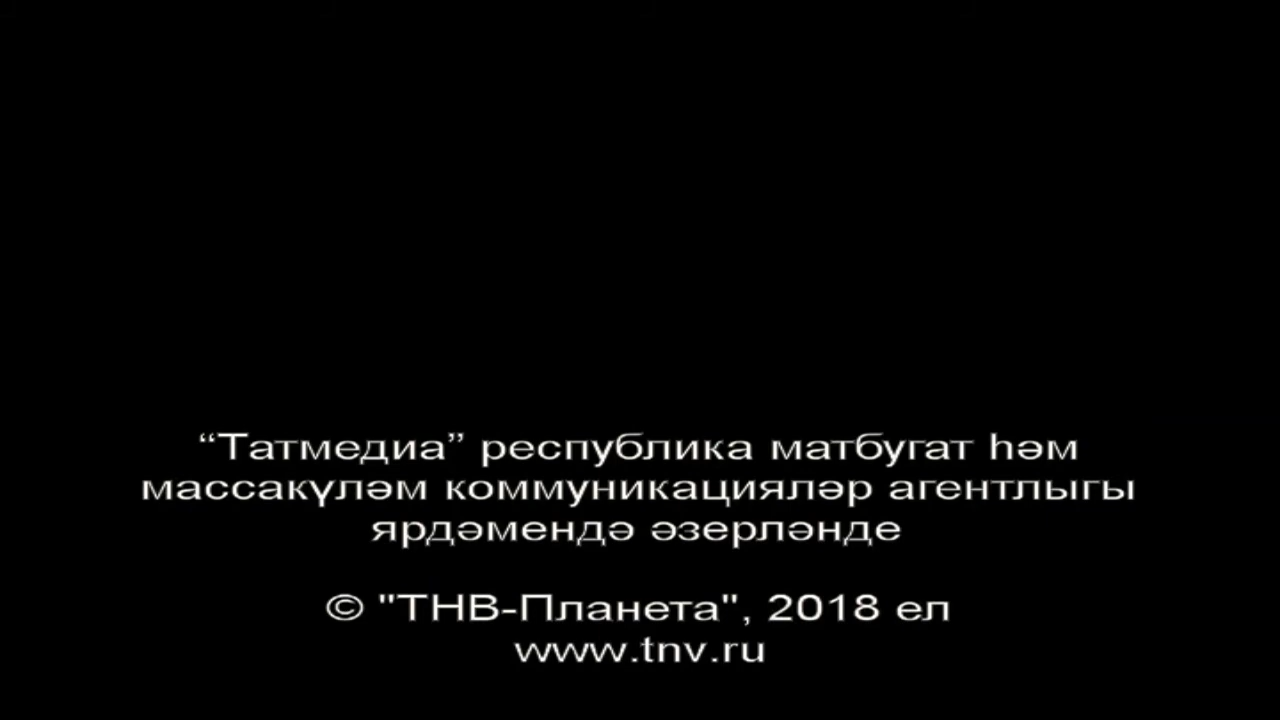 “Татмедиа” республика матбугат һәм
массакүләм коммуникацияләр агентлыгы
ярдәмендә әзерләнде
© "ТНВ-Планета", 2018 ел
www.tnv.ru